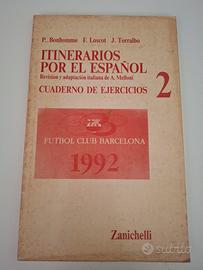 P. Bonhomme F. Loscot J. Torralbo
ITINERARIOS
POR EL ESPAÑOL
Revisión y adaptación italiana de A. Melloni
CUADERNO DE EJERCICIOS 2
FUTBOL CLUB BARCELONA
1992
Zanichelli
subito